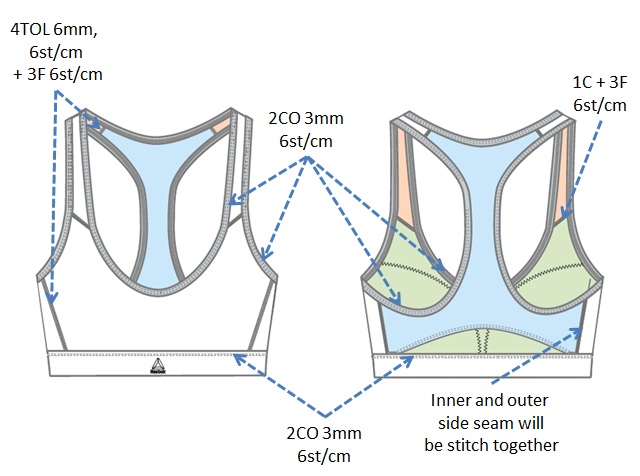 4TOL 6mm,
6st/cm
+ 3F 6st/cm
2CO 3mm
6st/cm
1C + 3F
6st/cm
2CO 3mm
6st/cm
Inner and outer
side seam will
be stitch together